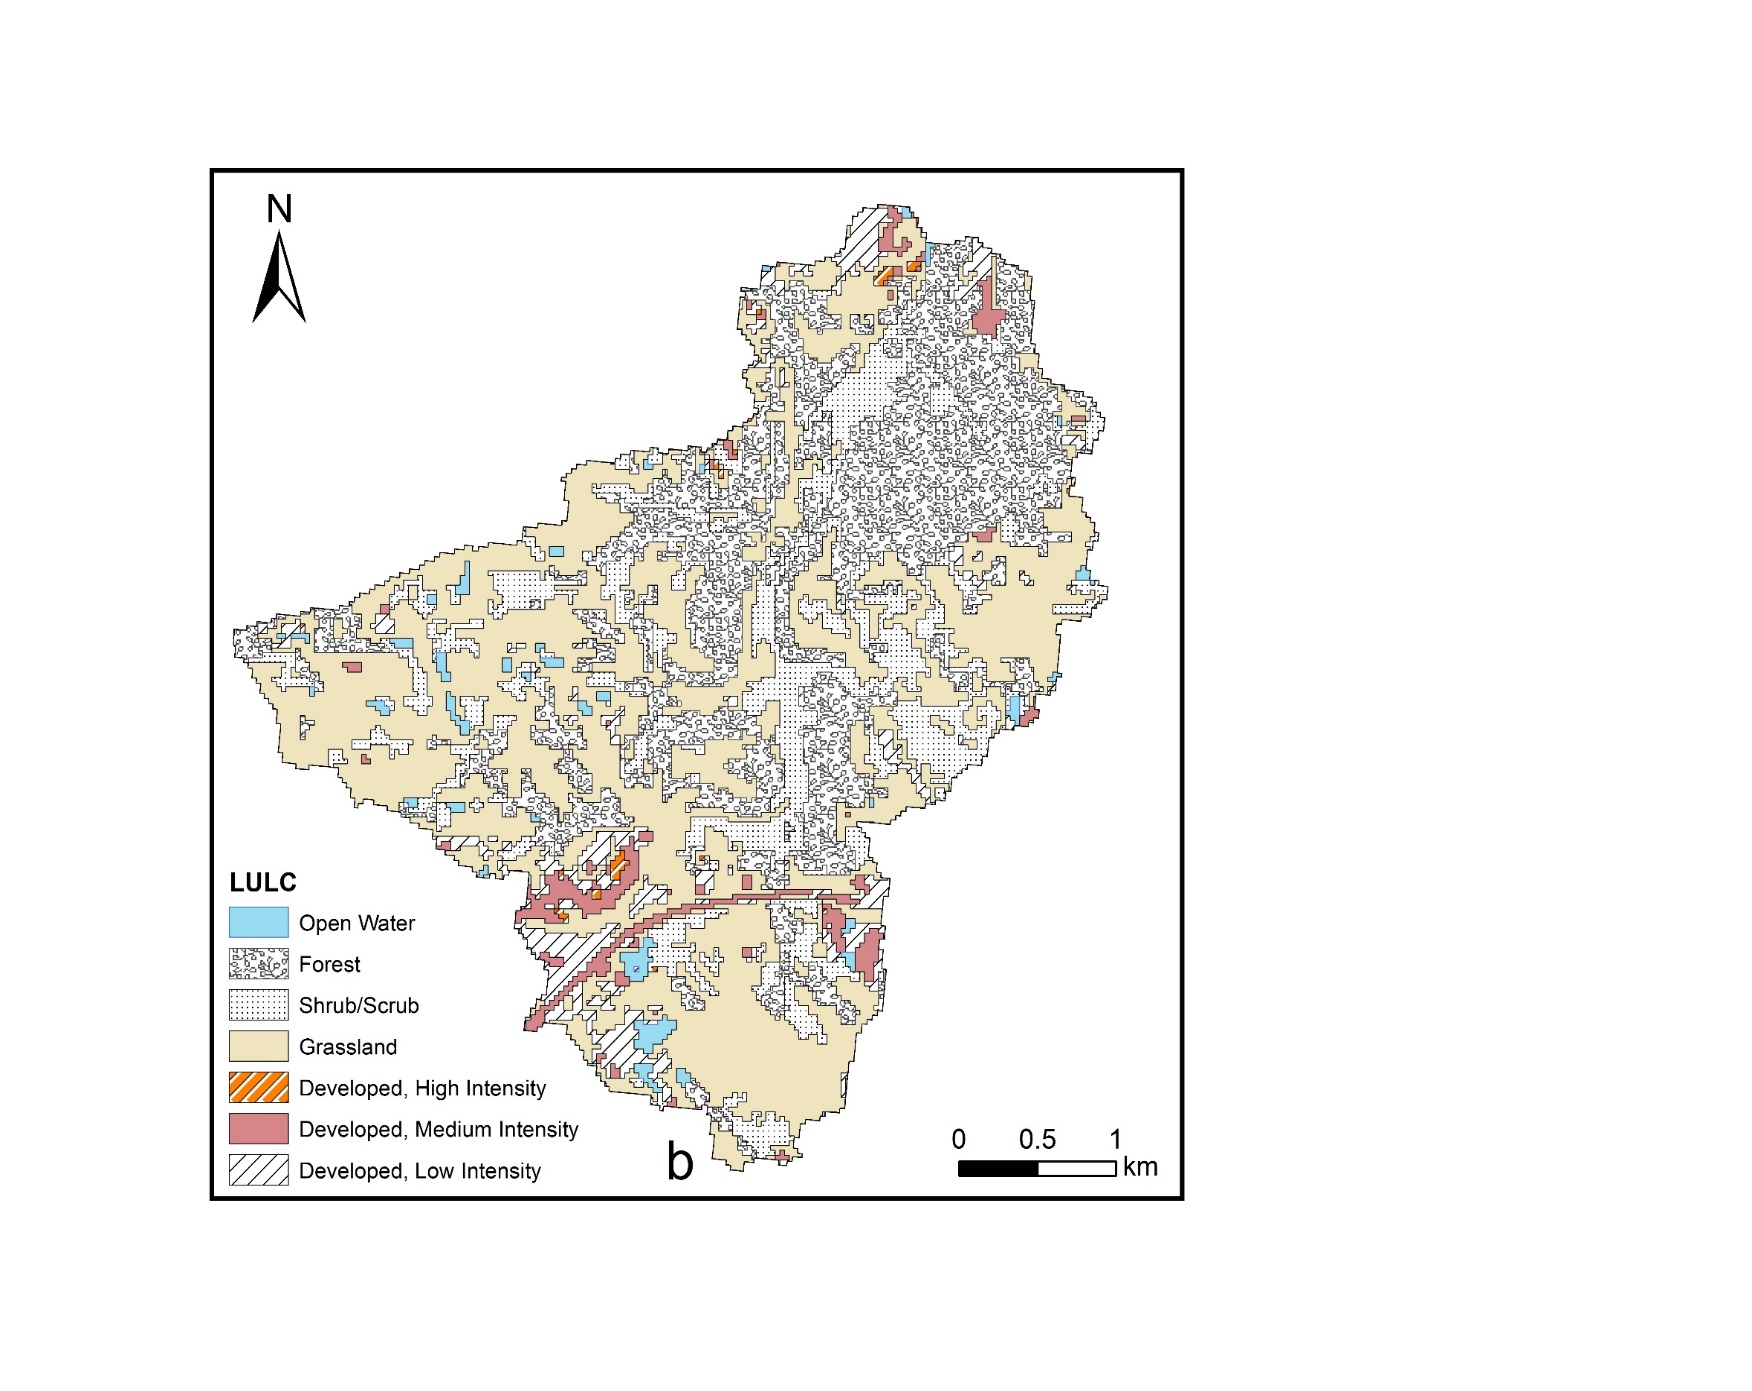 N
LULC
Open Water
Forest
Shrub/Scrub
Grassland
Developed, High Intensity
Developed, Medium Intensity
Developed, Low Intensity
b
0 0.5 1
km